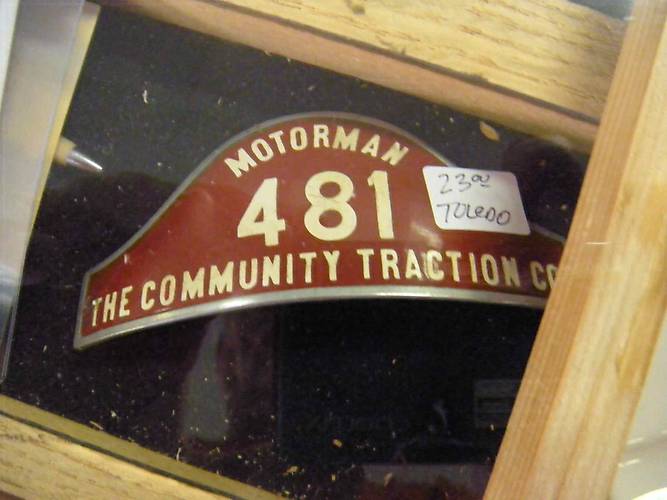 MOTORMAN
481
THE COMMUNITY TRACTION CO
23.00
TOLEDO